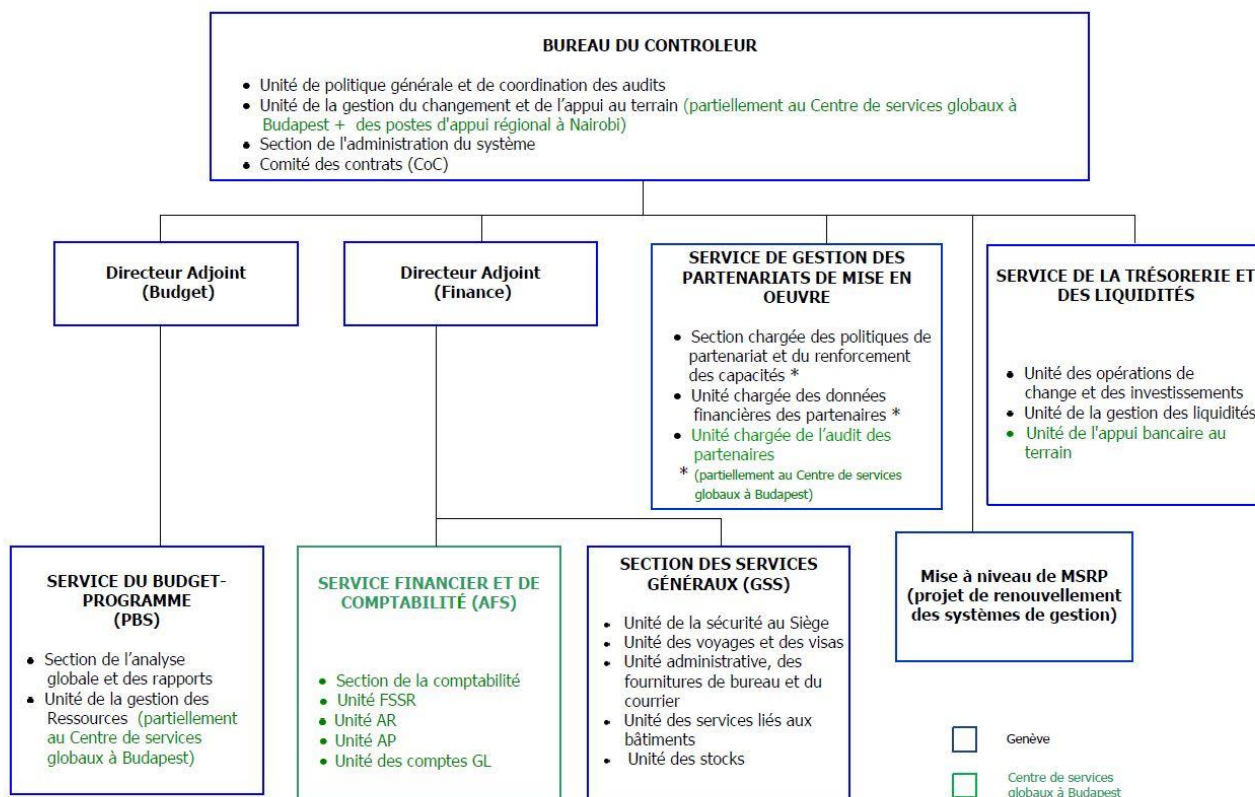 BUREAU DU CONTROLEUR
• Unité de politique générale et de coordination des audits
• Unité de la gestion du changement et de l'appui au terrain (partiellement au Centre de services globaux à
Budapest + des postes d'appui régional à Nairobi)
• Section de l'administration du système
• Comité des contrats (CoC)
Directeur Adjoint
(Budget)
Directeur Adjoint
(Finance)
SERVICE DE GESTION DES
PARTENARIATS DE MISE EN
OEUVRE
• Section chargée des politiques de
partenariat et du renforcement
des capacités *
• Unité chargée des données
financières des partenaires *
• Unité chargée de l'audit des
partenaires
* (partiellement au Centre de services
globaux à Budapest)
SERVICE DE LA TRÉSORERIE ET
DES LIQUIDITÉS
• Unité des opérations de
change et des investissements
• Unité de la gestion des liquidités
• Unité de l'appui bancaire au
terrain
SERVICE DU BUDGET-
PROGRAMME
(PBS)
• Section de l'analyse
globale et des rapports
• Unité de la gestion des
Ressources (partiellement
au Centre de services
globaux à Budapest)
SERVICE FINANCIER ET DE
COMPTABILITÉ (AFS)
• Section de la comptabilité
• Unité FSSR
• Unité AR
• Unité AP
• Unité des comptes GL
SECTION DES SERVICES
GÉNÉRAUX (GSS)
• Unité de la sécurité au Siège
• Unité des voyages et des visas
• Unité administrative, des
fournitures de bureau et du
courrier
• Unité des services liés aux
bâtiments
• Unité des stocks
Mise à niveau de MSRP
(projet de renouvellement
des systèmes de gestion)
Genève
Centre de services
globaux à Budapest